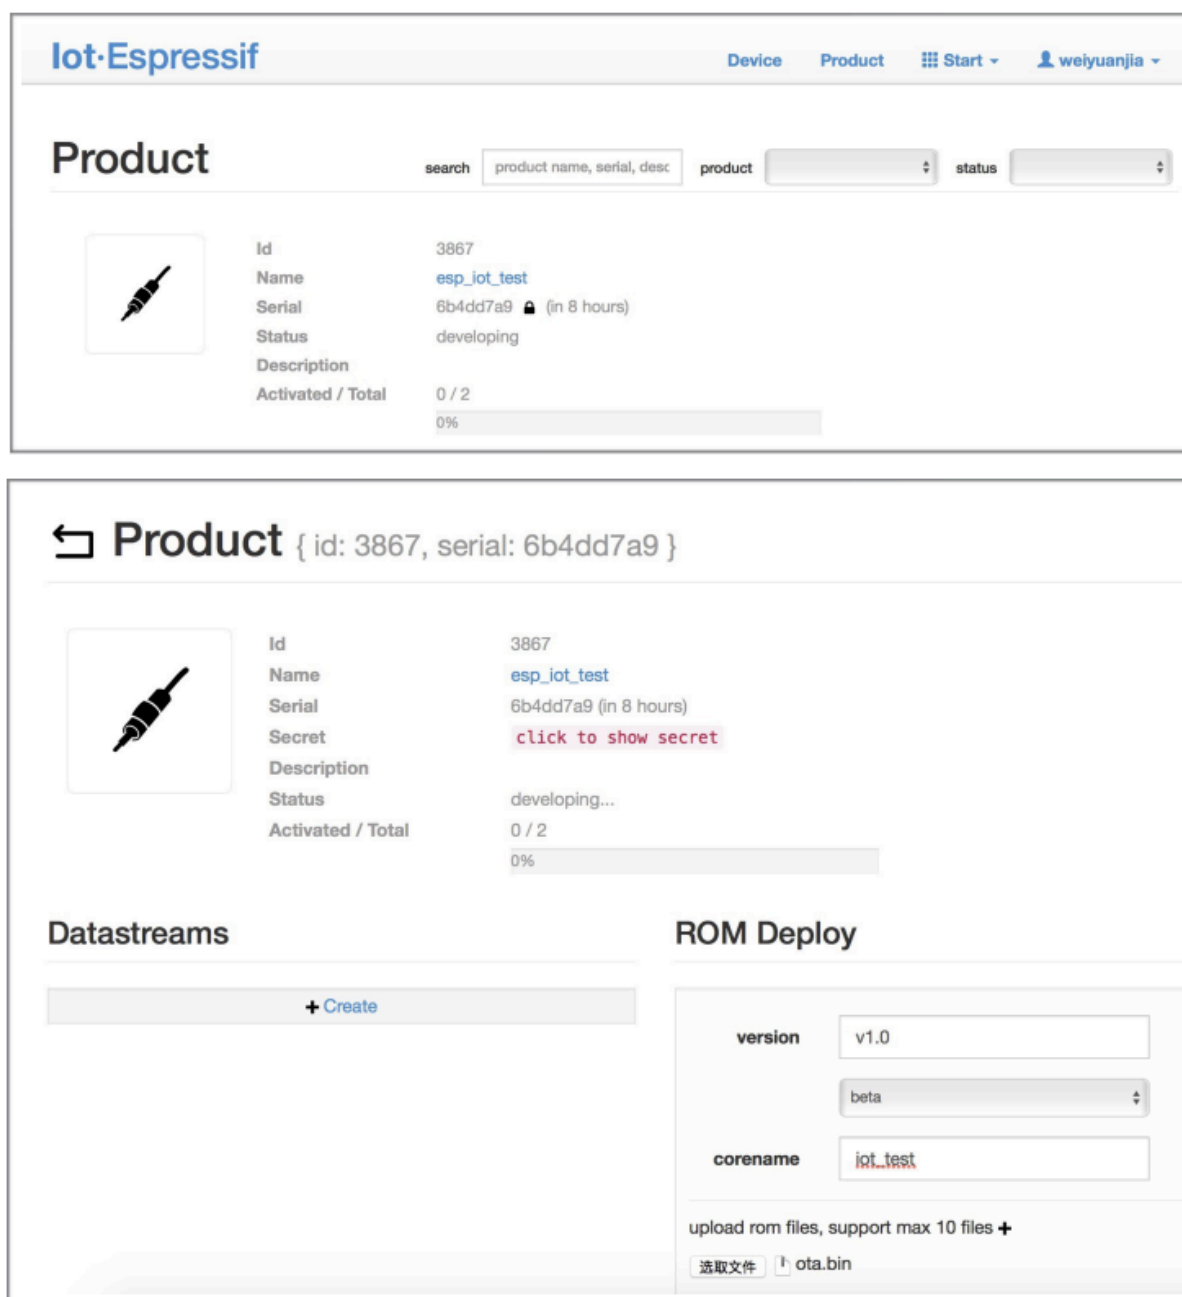 Iot·Espressif Device Product Start weiyuanjia
Product search product name, serial, desc product status
Id 3867
Name esp_iot_test
Serial 6b4dd7a9 (in 8 hours)
Status developing
Description
Activated / Total 0 / 2
0%
Product { id: 3867, serial: 6b4dd7a9 }
Id 3867
Name esp_iot_test
Serial 6b4dd7a9 (in 8 hours)
Secret click to show secret
Description
Status developing...
Activated / Total 0 / 2
0%
Datastreams ROM Deploy
Create
version v1.0
beta
corename iot_test
upload rom files, support max 10 files +
选取文件 ota.bin